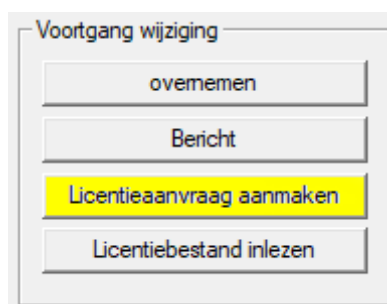 Voortgang wijziging
overnemen
Bericht
Licentieaanvraag aanmaken
Licentiebestand inlezen